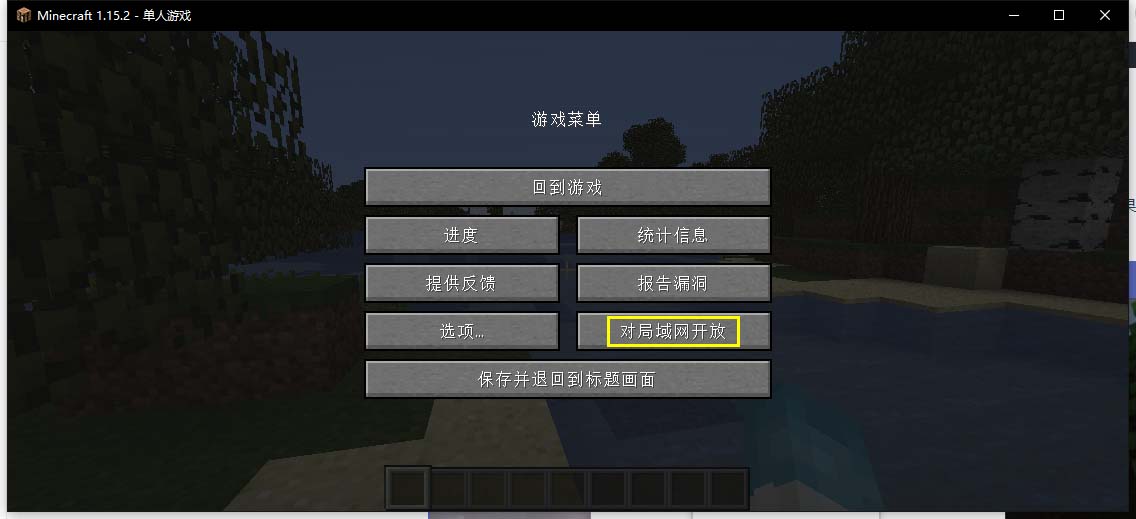 Minecraft 1.15.2 - 单人游戏
游戏菜单
回到游戏
进度
统计信息
提供反馈
报告漏洞
选项...
对局域网开放
保存并退回到标题画面